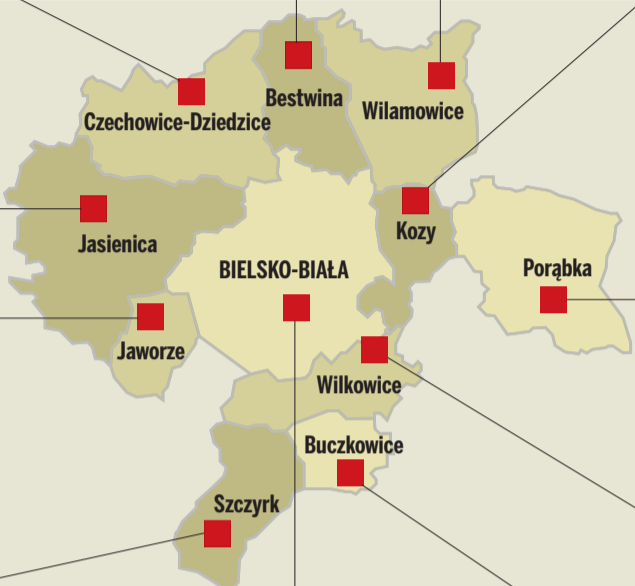 Bestwina
Wilamowice
Czechowice-Dziedzice
Kozy
Jasienica
BIELSKO-BIAŁA
Porąbka
Jaworze
Wilkowice
Buczkowice
Szczyrk